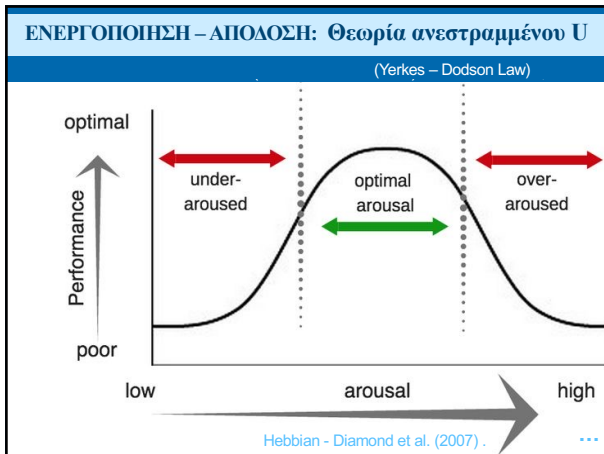 ΕΝΕΡΓΟΠΟΙΗΣΗ – ΑΠΟΔΟΣΗ: Θεωρία ανεστραμμένου U
(Yerkes – Dodson Law)
optimal
under-
aroused
optimal
arousal
over-
aroused
Performance
poor
low
arousal
high
Hebbian - Diamond et al. (2007) .
...